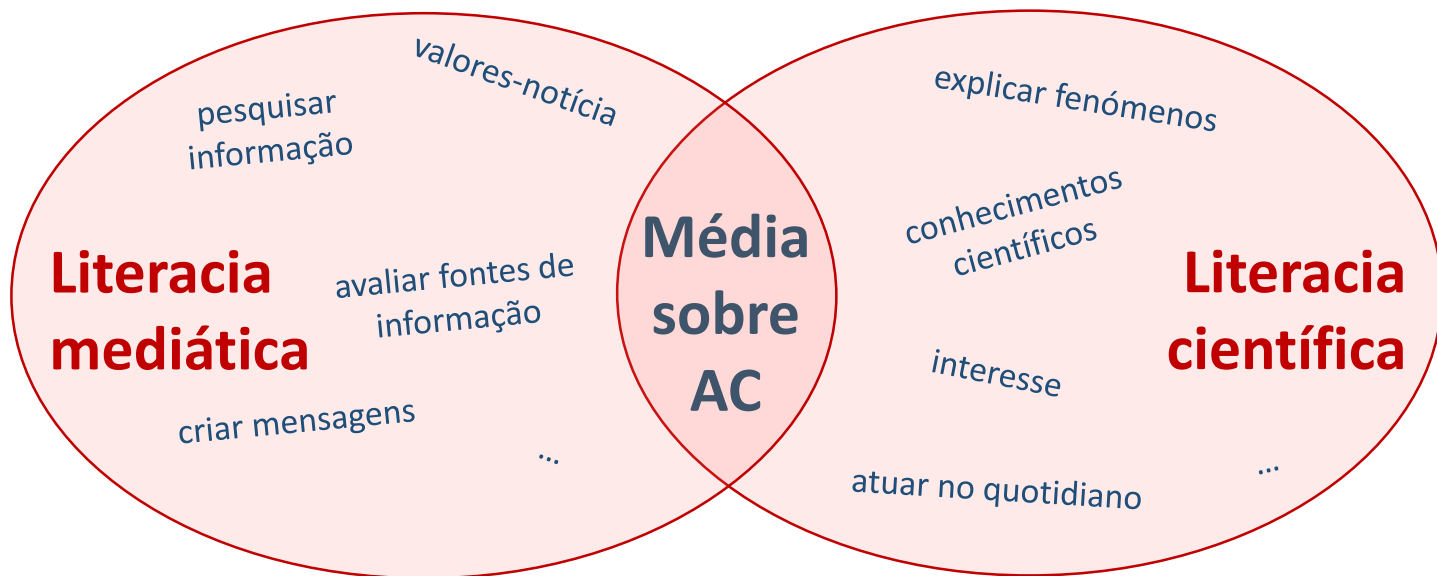 valores-notícia
pesquisar
informação
Literacia
mediática
avaliar fontes de
informação
criar mensagens
...
Média
sobre
AC
explicar fenómenos
conhecimentos
científicos
Literacia
científica
interesse
atuar no quotidiano
...